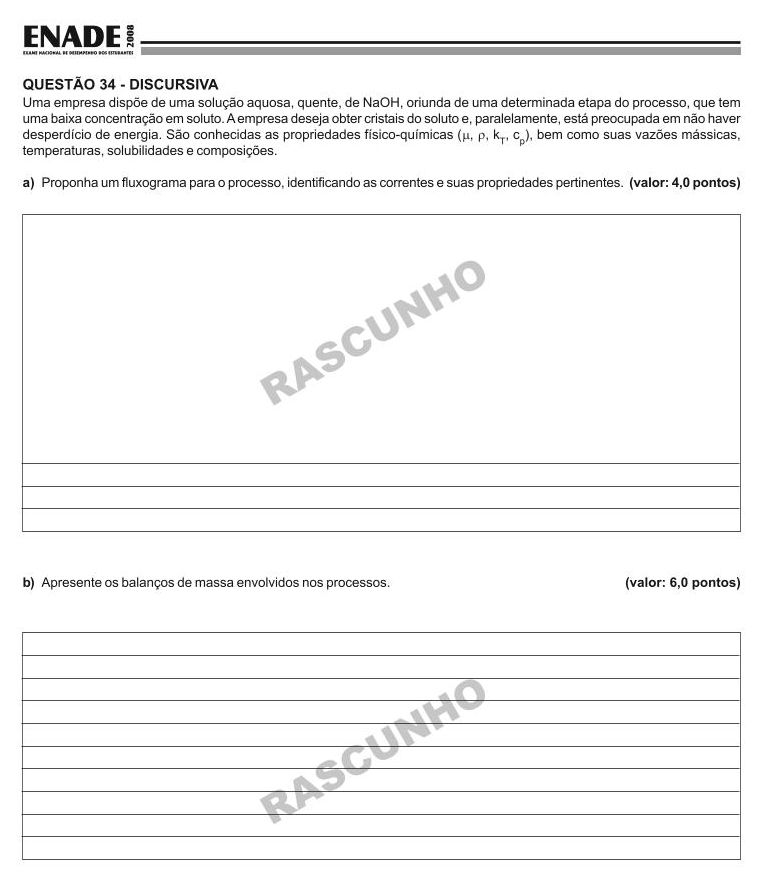 ENADE 2008
EXAME NACIONAL DE DESEMPENHO DOS ESTUDANTES
QUESTÃO 34 - DISCURSIVA
Uma empresa dispõe de uma solução aquosa, quente, de NaOH, oriunda de uma determinada etapa do processo, que tem
uma baixa concentração em soluto. A empresa deseja obter cristais do soluto e, paralelamente, está preocupada em não haver
desperdício de energia. São conhecidas as propriedades físico-químicas (μ, ρ, kT, cp), bem como suas vazões mássicas,
temperaturas, solubilidades e composições.
a) Proponha um fluxograma para o processo, identificando as correntes e suas propriedades pertinentes. (valor: 4,0 pontos)
RASCUNHO
b) Apresente os balanços de massa envolvidos nos processos. (valor: 6,0 pontos)
RASCUNHO